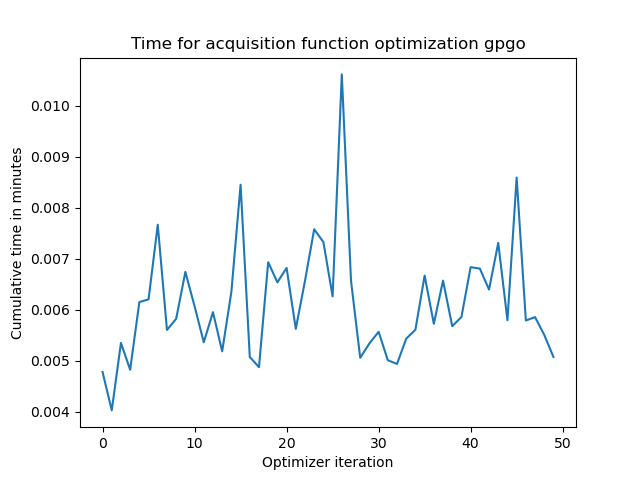 Time for acquisition function optimization gpgo
Cumulative time in minutes
0.010
0.009
0.008
0.007
0.006
0.005
0.004
0 10 20 30 40 50
Optimizer iteration